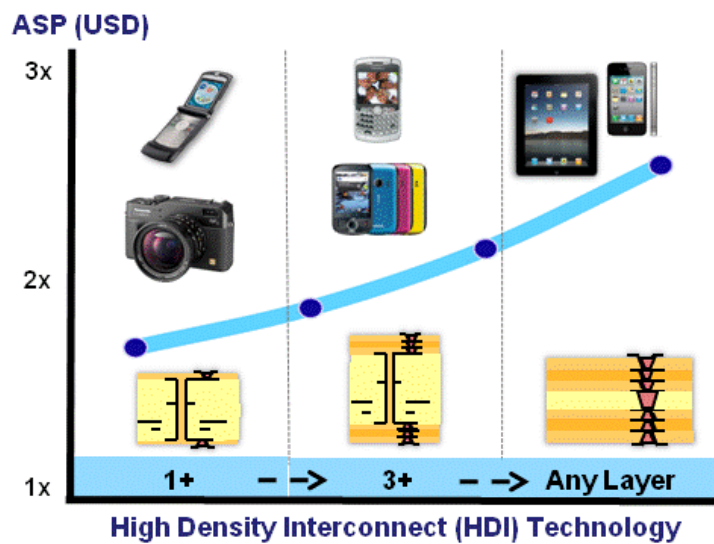 ASP (USD)
3x
2x
1x
1+
3+
Any Layer
High Density Interconnect (HDI) Technology